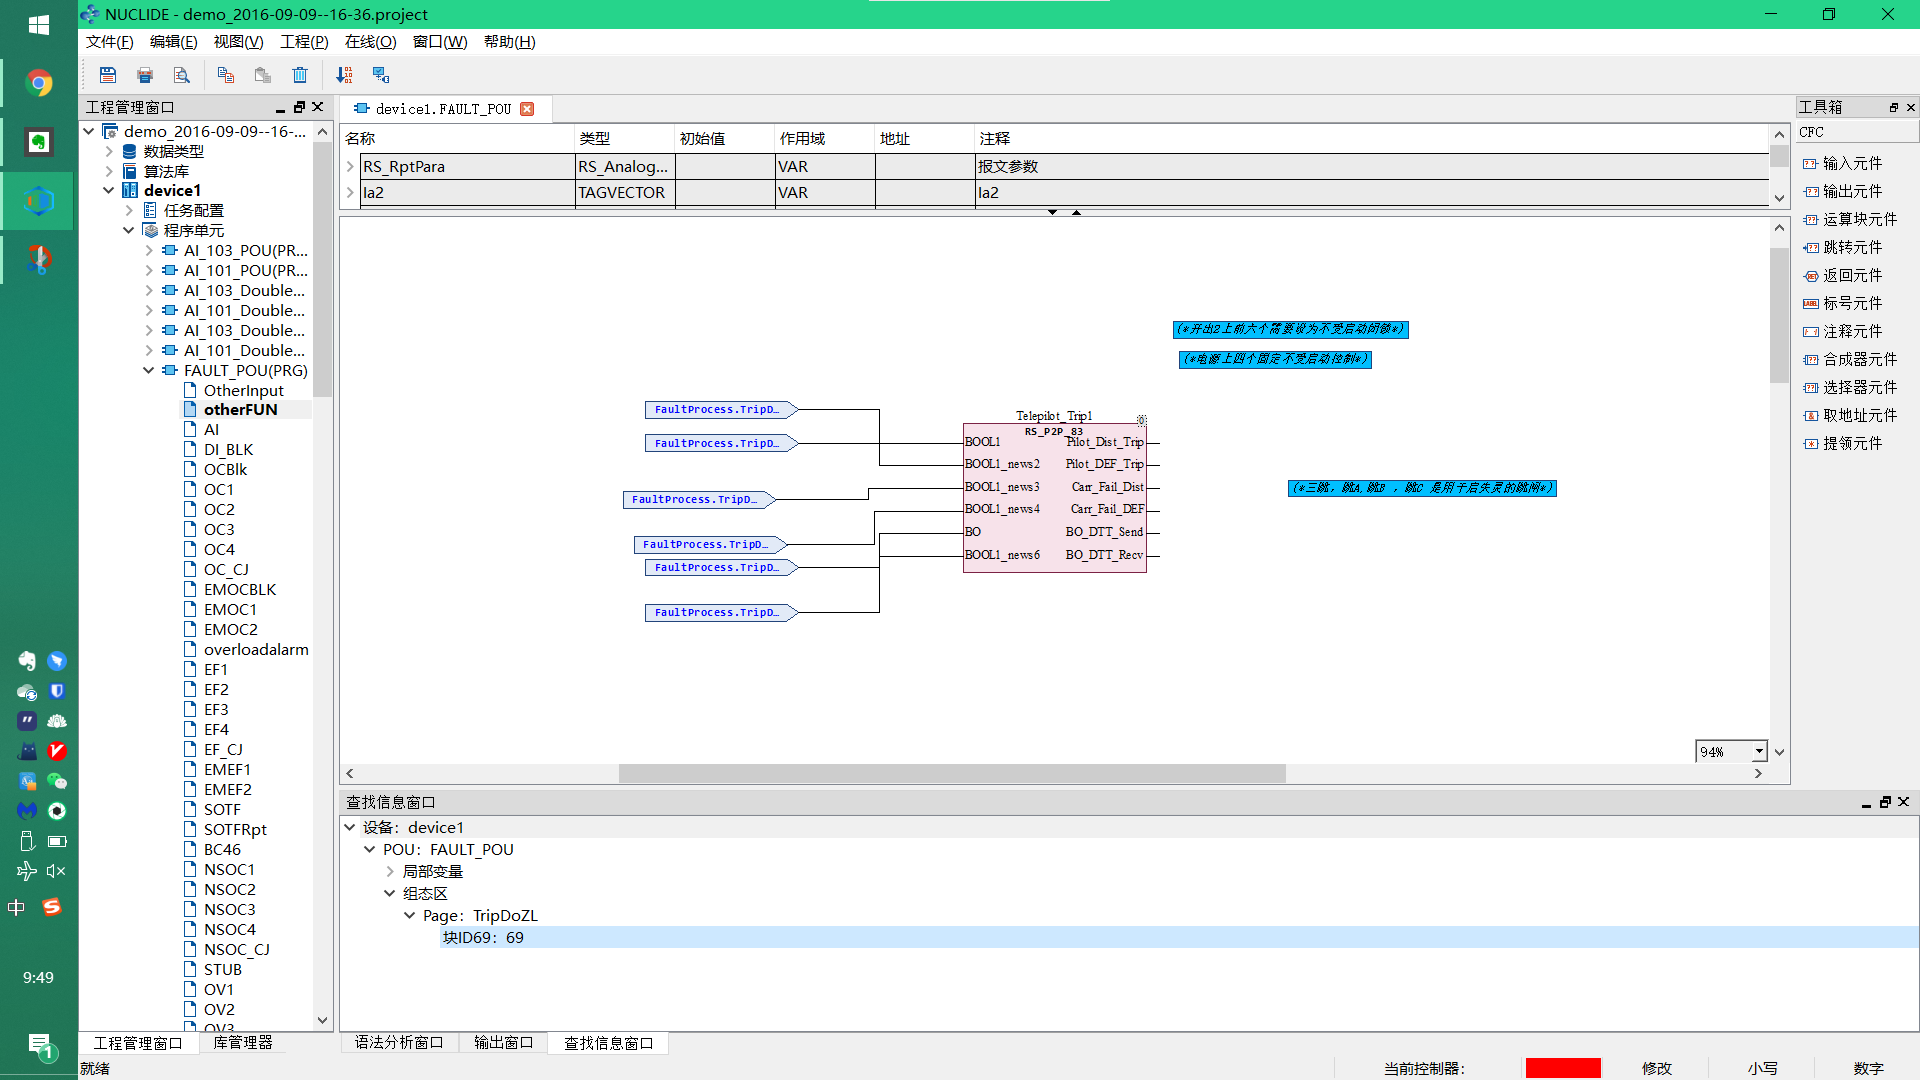 NUCLIDE - demo_2016-09-09--16-36.project
文件(F) 编辑(E) 视图(V) 工程(P) 在线(O) 窗口(W) 帮助(H)
工程管理窗口
demo_2016-09-09--16-...
数据类型
算法库
device1
任务配置
程序单元
AI_103_POU(PR...
AI_101_POU(PR...
AI_103_Double...
AI_101_Double...
AI_103_Double...
AI_101_Double...
FAULT_POU(PRG)
OtherInput
otherFUN
AI
DI_BLK
OCBlk
OC1
OC2
OC3
OC4
OC_CJ
EMOCBLK
EMOC1
EMOC2
overloadalarm
EF1
EF2
EF3
EF4
EF_CJ
EMEF1
EMEF2
SOTF
SOTFRpt
BC46
NSOC1
NSOC2
NSOC3
NSOC4
NSOC_CJ
STUB
OV1
OV2
OV3
工程管理窗口 库管理器
device1.FAULT_POU
名称 类型 初始值 作用域 地址 注释
RS_RptPara RS_Analog... VAR 报文参数
Ia2 TAGVECTOR VAR Ia2
(*开出2上前六个需要设为不受启动闭锁*)
(*电源上四个固定不受启动控制*)
FaultProcess.TripD…
FaultProcess.TripD…
FaultProcess.TripD…
FaultProcess.TripD…
FaultProcess.TripD…
FaultProcess.TripD…
Telepilot_Trip1 0
RS_P2P_83
BOOL1 Pilot_Dist_Trip
BOOL1_news2 Pilot_DEF_Trip
BOOL1_news3 Carr_Fail_Dist
BOOL1_news4 Carr_Fail_DEF
BO BO_DTT_Send
BOOL1_news6 BO_DTT_Recv
(*三跳，跳A,跳B ，跳C 是用于启失灵的跳闸*)
94%
工具箱
CFC
输入元件
输出元件
运算块元件
跳转元件
返回元件
标号元件
注释元件
合成器元件
选择器元件
取地址元件
提领元件
查找信息窗口
设备：device1
POU：FAULT_POU
局部变量
组态区
Page：TripDoZL
块ID69：69
语法分析窗口 输出窗口 查找信息窗口
就绪 当前控制器： 修改 小写 数字
中
9:49
1